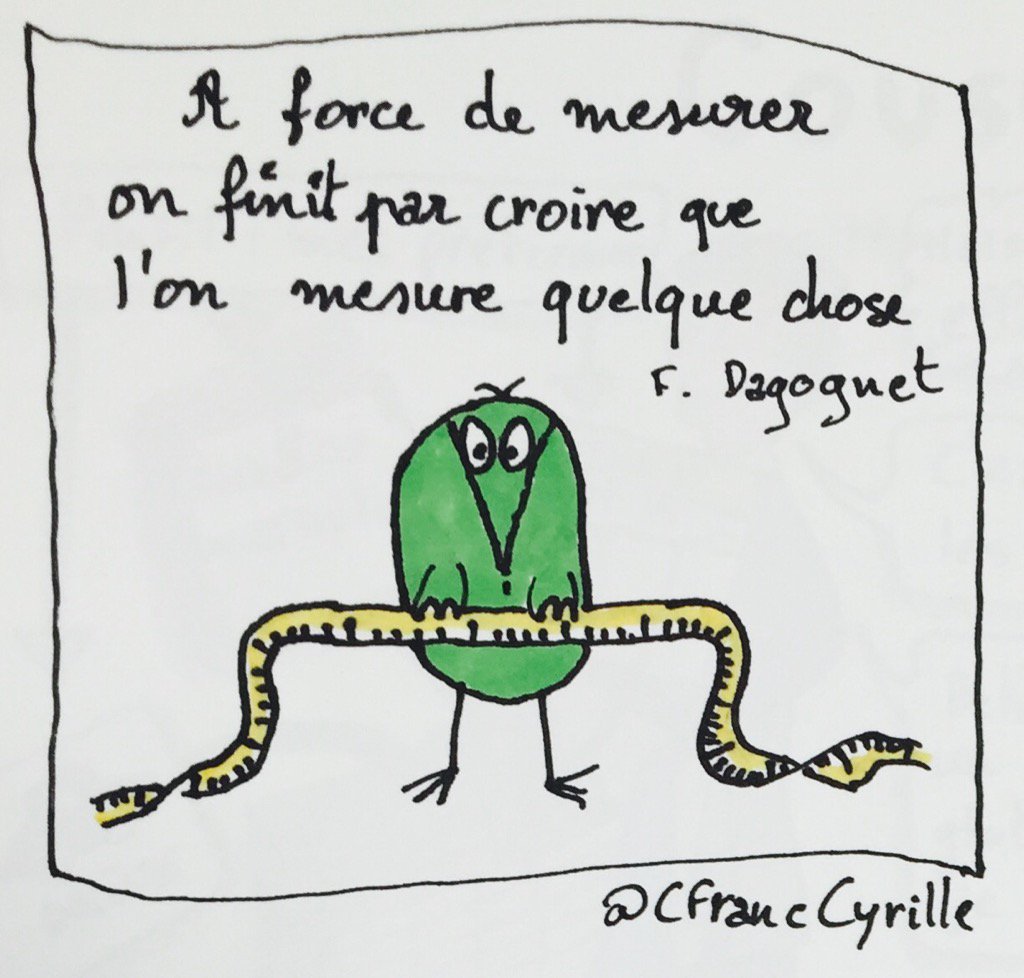 A force de mesurer
on finit par croire que
l'on mesure quelque chose
F. Dagognet
@CFrancCyrille